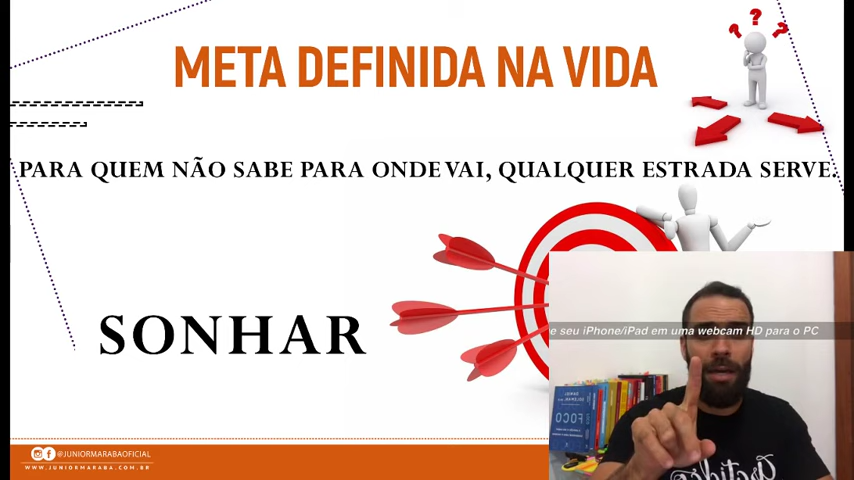 META DEFINIDA NA VIDA
PARA QUEM NÃO SABE PARA ONDE VAI, QUALQUER ESTRADA SERVE.
SONHAR
e seu iPhone/iPad em uma webcam HD para o PC
FOCO
@JUNIORMARABAOFICIAL
WWW.JUNIORMARABA.COM.BR